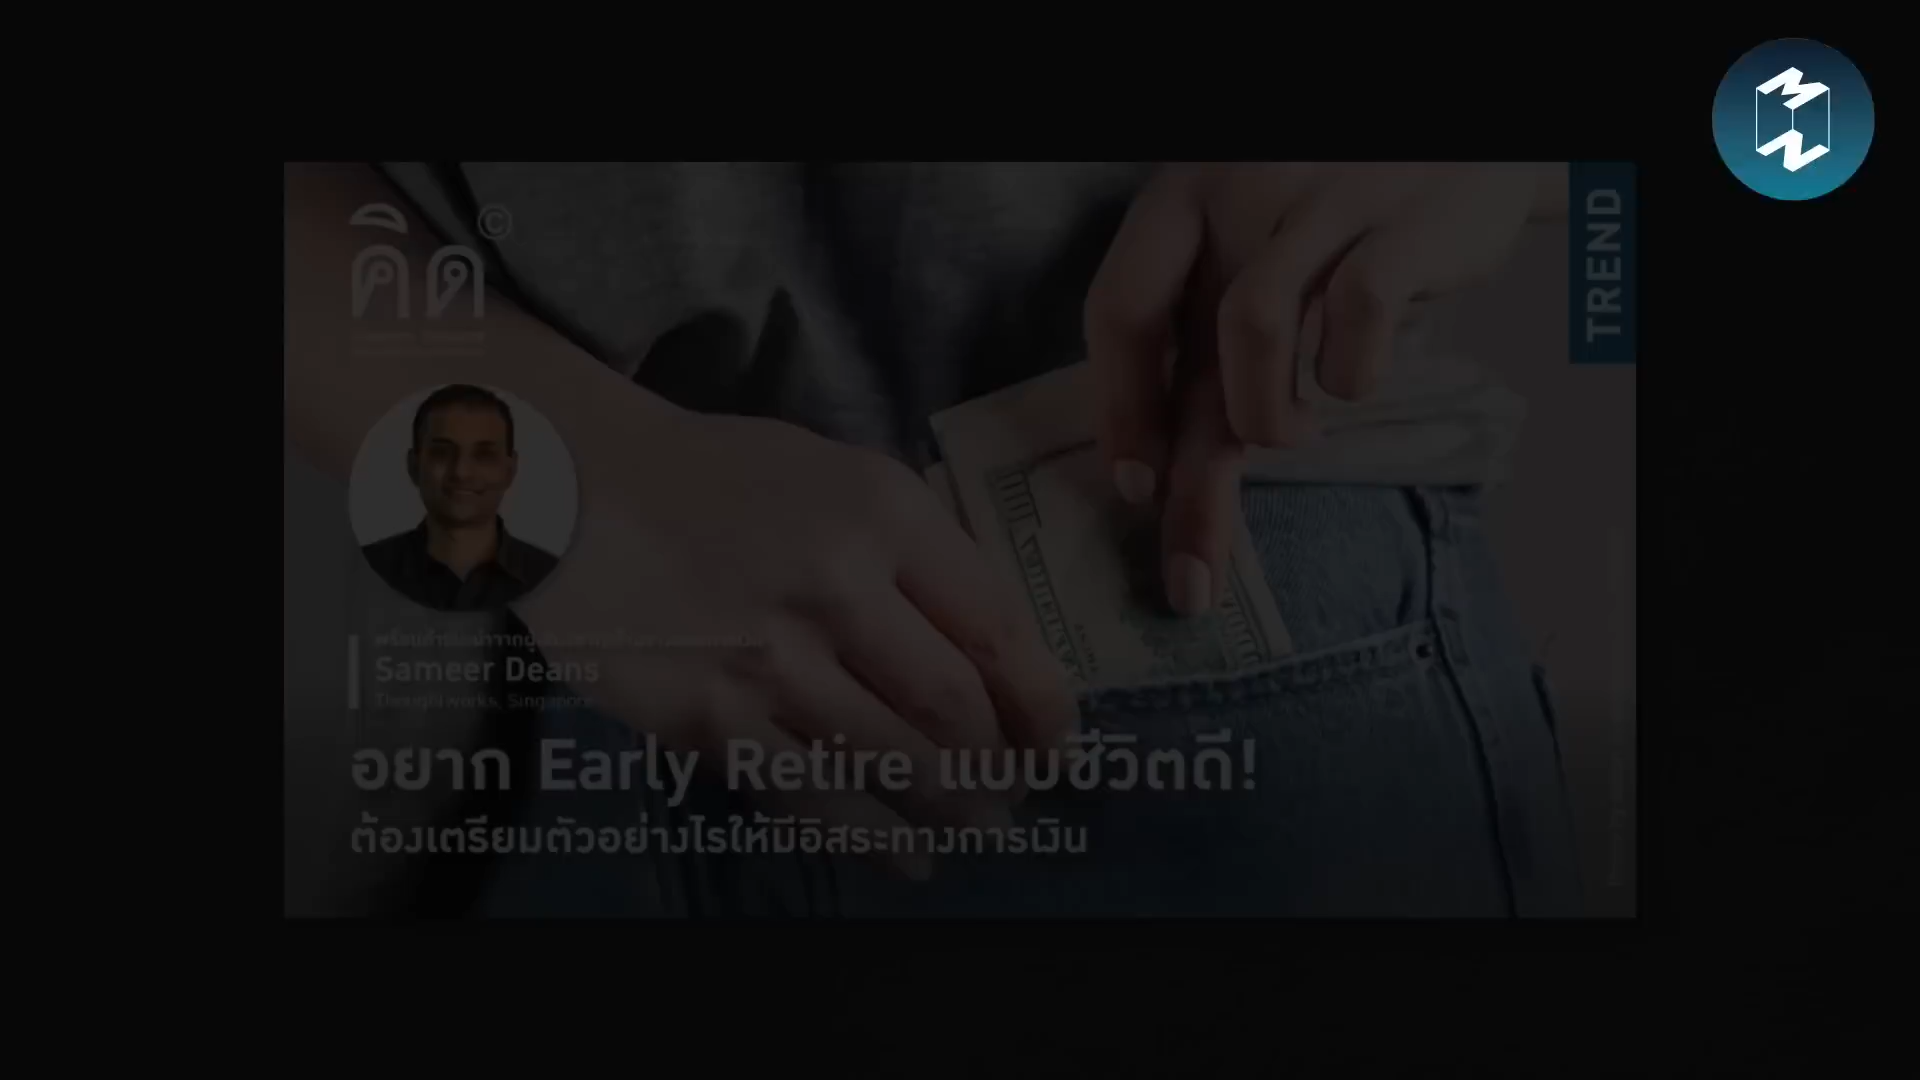 คิด
©
TREND
Sameer Deans
Thoughtworks, Singapore
อยาก Early Retire แบบชีวิตดี!
ต้องเตรียมตัวอย่างไรให้มีอิสระทางการเงิน